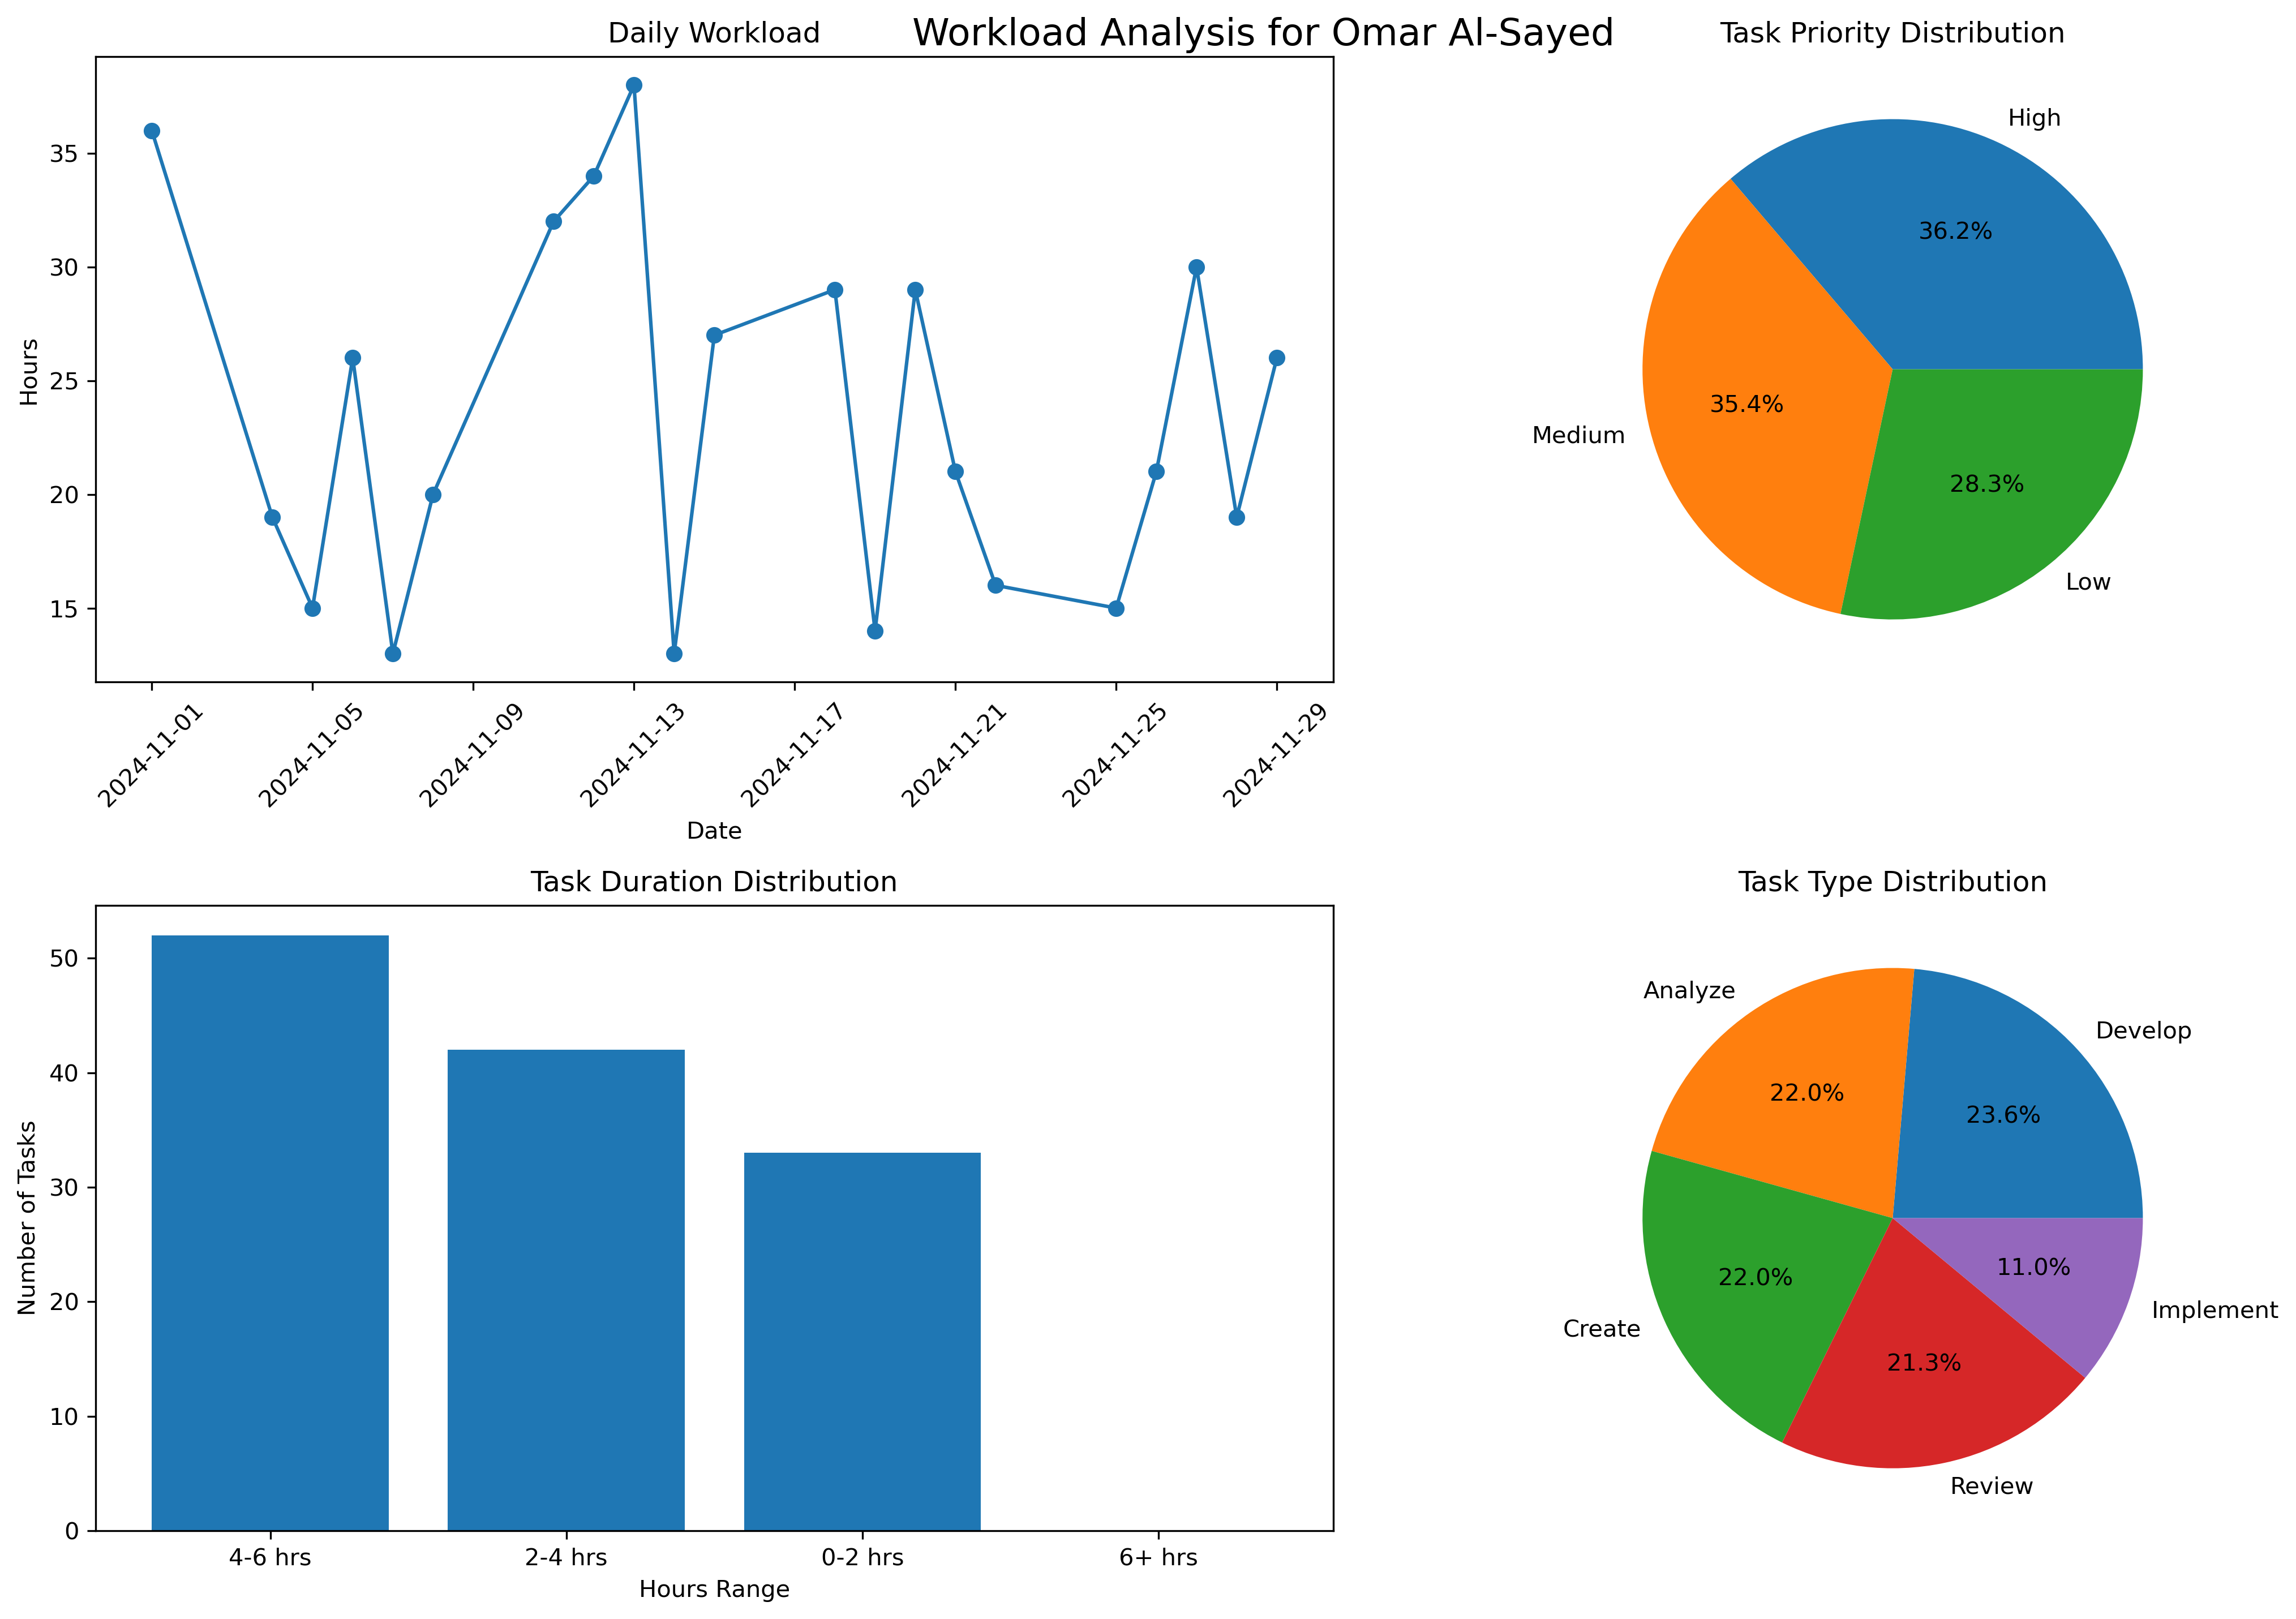 Workload Analysis for Omar Al-Sayed
Daily Workload
Hours
35
30
25
20
15
2024-11-01
2024-11-05
2024-11-09
2024-11-13
2024-11-17
2024-11-21
2024-11-25
2024-11-29
Date
Task Priority Distribution
High
36.2%
35.4%
Medium
28.3%
Low
Task Duration Distribution
Number of Tasks
50
40
30
20
10
0
4-6 hrs
2-4 hrs
0-2 hrs
6+ hrs
Hours Range
Task Type Distribution
Analyze
Develop
22.0%
23.6%
22.0%
11.0%
Implement
Create
21.3%
Review